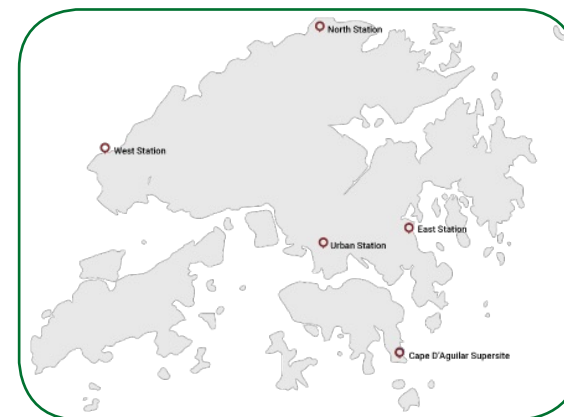 North Station
West Station
East Station
Urban Station
Cape D'Aguilar Supersite